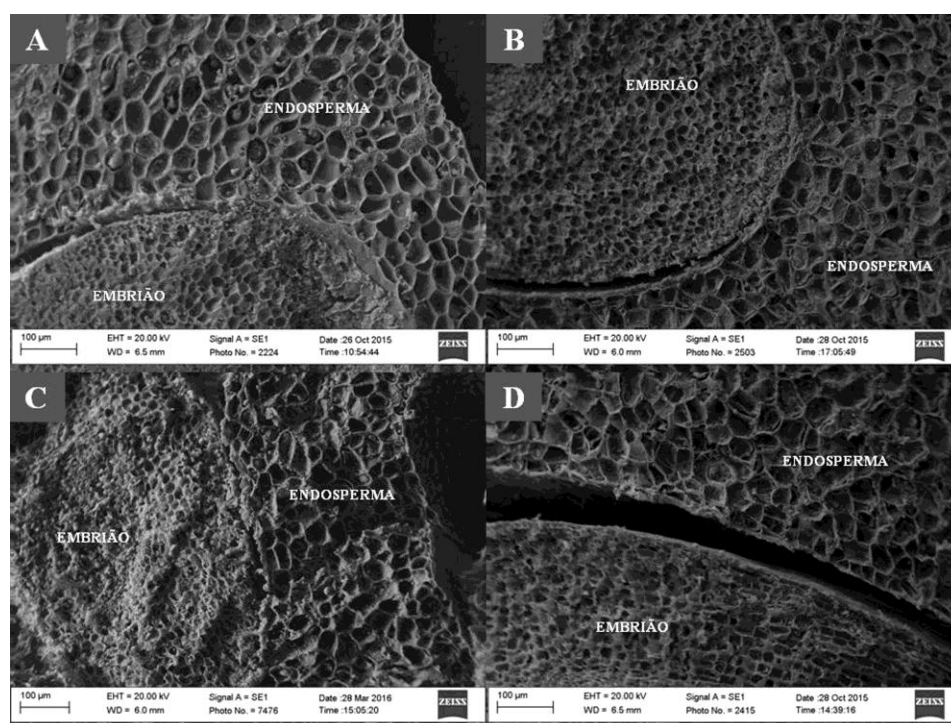 A
ENDOSPERMA
EMBRIÃO
100 µm
EHT = 20.00 kV
WD = 6.5 mm
Signal A = SE1
Photo No. = 2224
Date :26 Oct 2015
Time :10:54:44
ZEISS
B
EMBRIÃO
ENDOSPERMA
100 µm
EHT = 20.00 kV
WD = 6.0 mm
Signal A = SE1
Photo No. = 2503
Date :28 Oct 2015
Time :17:05:49
ZEISS
C
ENDOSPERMA
EMBRIÃO
100 µm
EHT = 20.00 kV
WD = 6.0 mm
Signal A = SE1
Photo No. = 7476
Date :28 Mar 2016
Time :15:05:20
ZEISS
D
ENDOSPERMA
EMBRIÃO
100 µm
EHT = 20.00 kV
WD = 6.5 mm
Signal A = SE1
Photo No. = 2415
Date :28 Oct 2015
Time :14:39:16
ZEISS